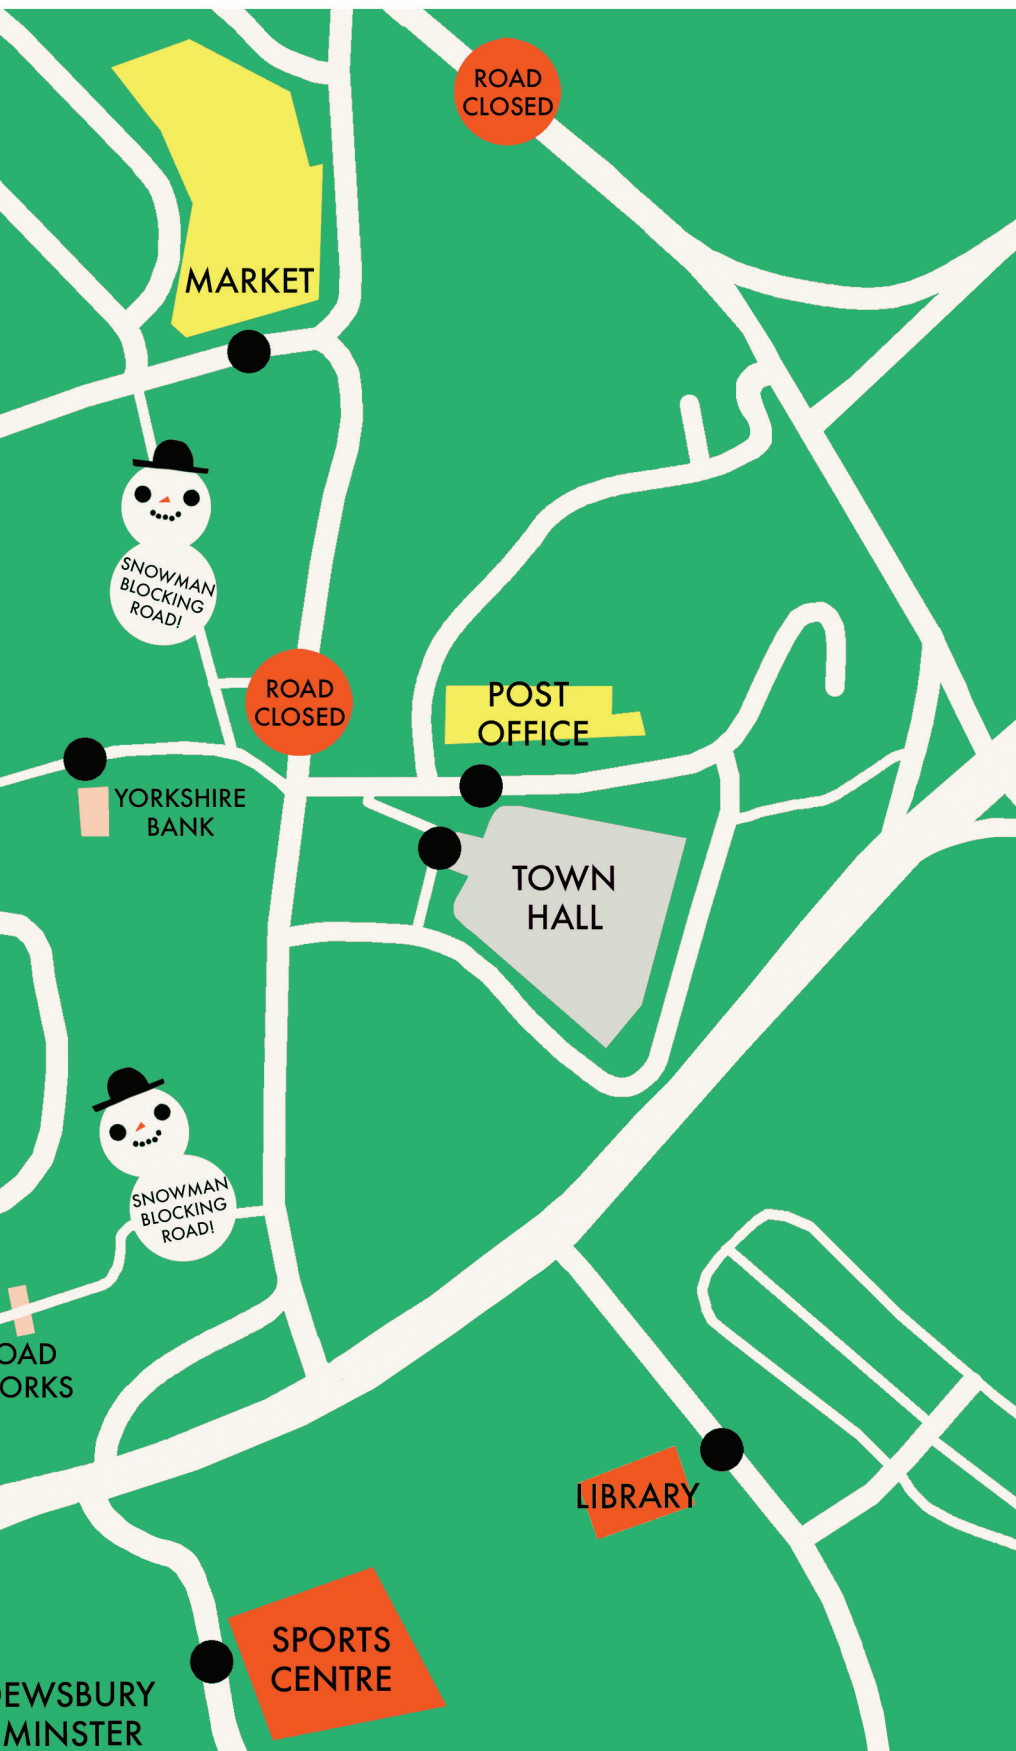 ROAD
CLOSED
MARKET
SNOWMAN
BLOCKING
ROAD!
ROAD
CLOSED
POST
OFFICE
YORKSHIRE
BANK
TOWN
HALL
SNOWMAN
BLOCKING
ROAD!
OAD
ORKS
LIBRARY
SPORTS
CENTRE
DEWSBURY
MINSTER